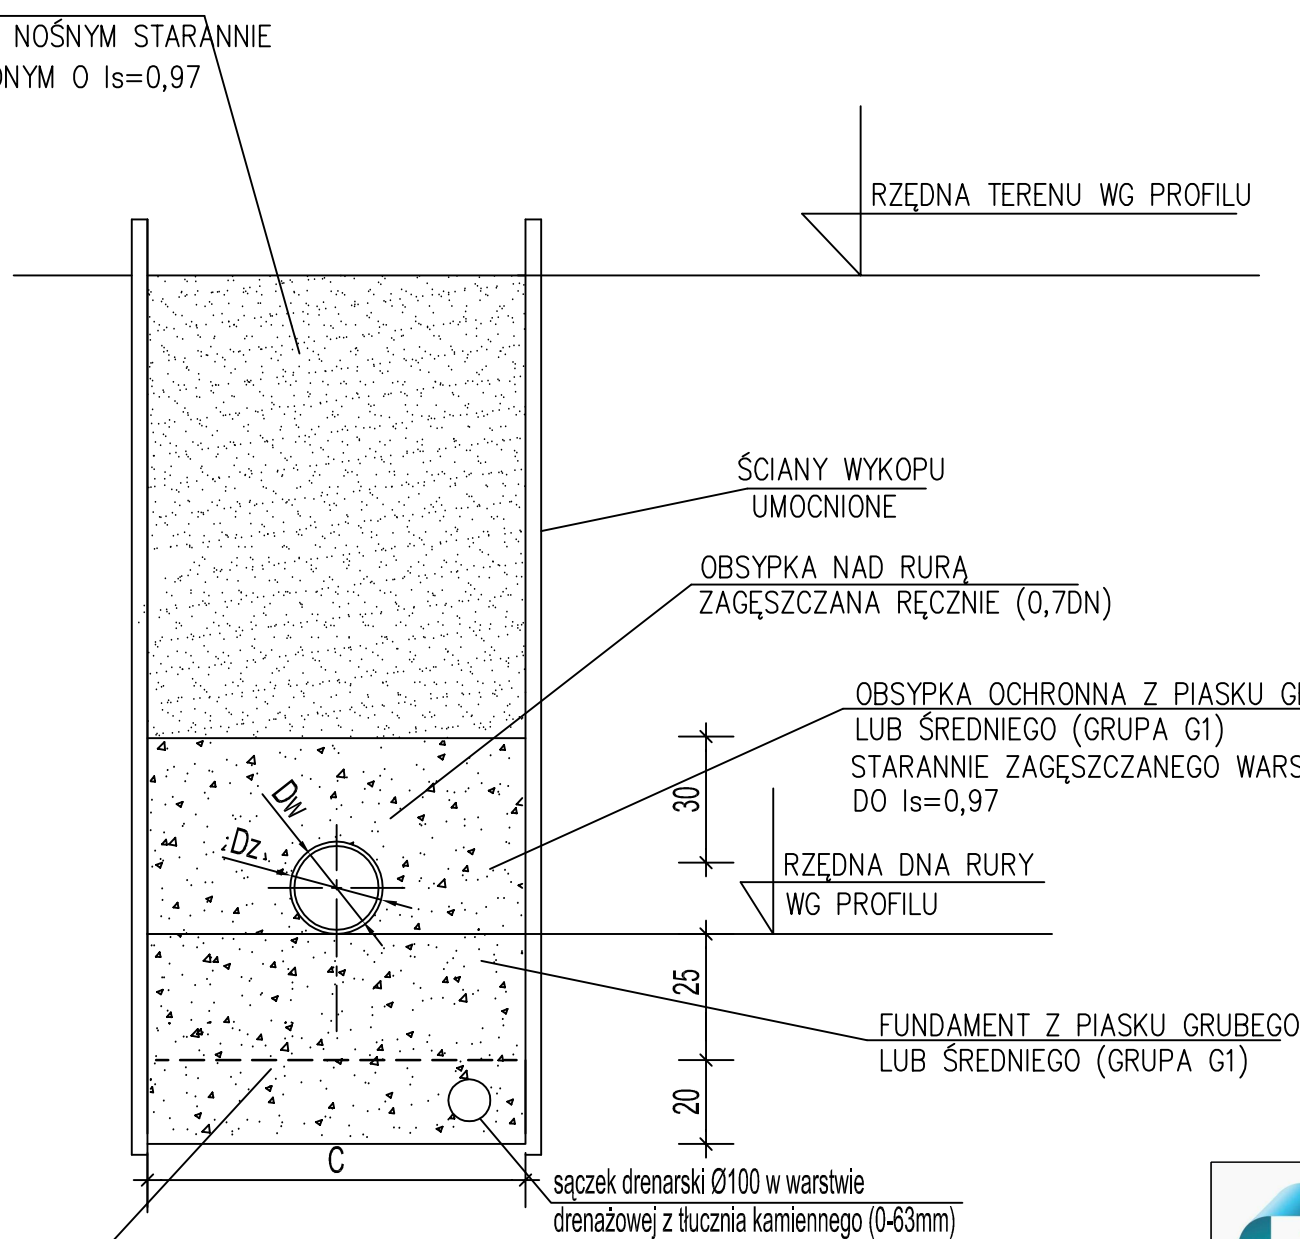 NOŚNYM STARANNIE
O Is=0,97
RZĘDNA TERENU WG PROFILU
ŚCIANY WYKOPU
UMOCNIONE
OBSYPKA NAD RURĄ
ZAGĘSZCZANA RĘCZNIE (0,7DN)
OBSYPKA OCHRONNA Z PIASKU
LUB ŚREDNIEGO (GRUPA G1)
STARANNIE ZAGĘSZCZANEGO
DO Is=0,97
30
Dw
Dz
RZĘDNA DNA RURY
WG PROFILU
25
FUNDAMENT Z PIASKU GRUBEGO
LUB ŚREDNIEGO (GRUPA G1)
20
C
sączek drenarski Ø100 w warstwie
drenażowej z tłucznia kamiennego (0-63mm)